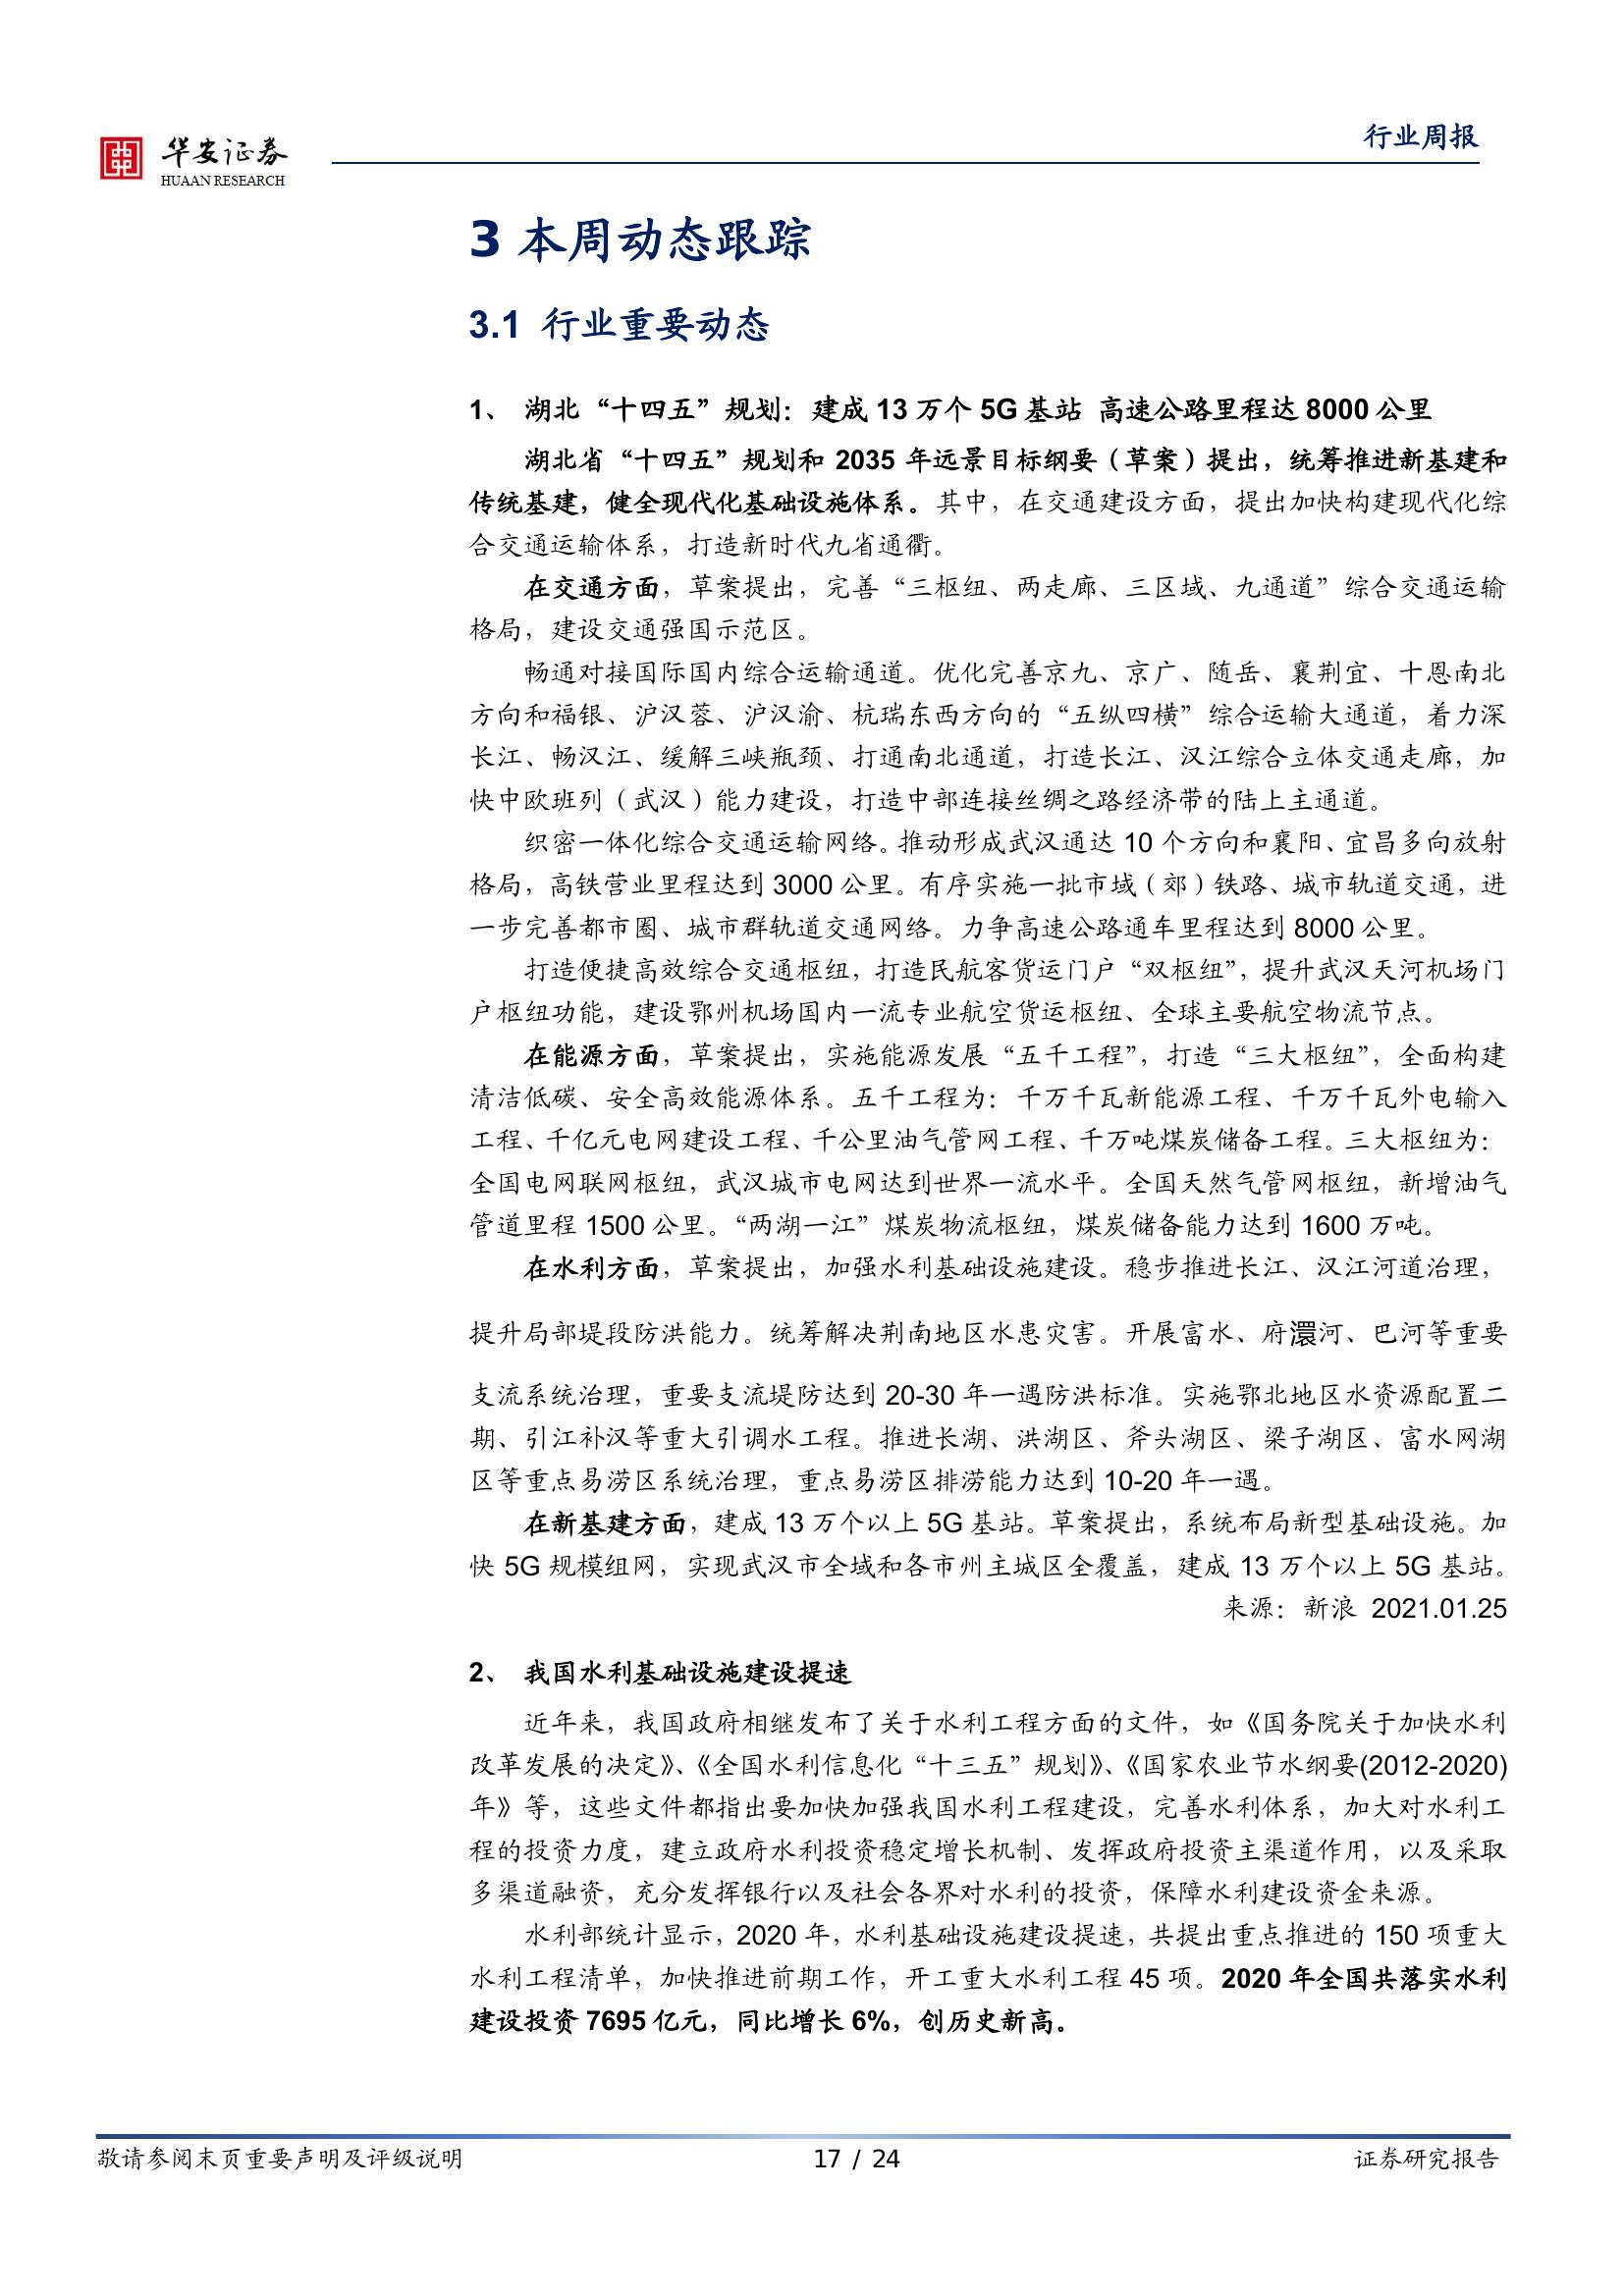 华安证券
HUAAN RESEARCH
行业周报
3 本周动态跟踪
3.1 行业重要动态
1、 湖北“十四五”规划：建成 13 万个 5G 基站 高速公路里程达 8000 公里
湖北省“十四五”规划和 2035 年远景目标纲要（草案）提出，统筹推进新基建和
传统基建，健全现代化基础设施体系。其中，在交通建设方面，提出加快构建现代化综
合交通运输体系，打造新时代九省通衢。
在交通方面，草案提出，完善“三枢纽、两走廊、三区域、九通道”综合交通运输
格局，建设交通强国示范区。
畅通对接国际国内综合运输通道。优化完善京九、京广、随岳、襄荆宜、十恩南北
方向和福银、沪汉蓉、沪汉渝、杭瑞东西方向的“五纵四横”综合运输大通道，着力深
长江、畅汉江、缓解三峡瓶颈、打通南北通道，打造长江、汉江综合立体交通走廊，加
快中欧班列（武汉）能力建设，打造中部连接丝绸之路经济带的陆上主通道。
织密一体化综合交通运输网络。推动形成武汉通达 10 个方向和襄阳、宜昌多向放射
格局，高铁营业里程达到 3000 公里。有序实施一批市域（郊）铁路、城市轨道交通，进
一步完善都市圈、城市群轨道交通网络。力争高速公路通车里程达到 8000 公里。
打造便捷高效综合交通枢纽，打造民航客货运门户“双枢纽”，提升武汉天河机场门
户枢纽功能，建设鄂州机场国内一流专业航空货运枢纽、全球主要航空物流节点。
在能源方面，草案提出，实施能源发展“五千工程”，打造“三大枢纽”，全面构建
清洁低碳、安全高效能源体系。五千工程为：千万千瓦新能源工程、千万千瓦外电输入
工程、千亿元电网建设工程、千公里油气管网工程、千万吨煤炭储备工程。三大枢纽为：
全国电网联网枢纽，武汉城市电网达到世界一流水平。全国天然气管网枢纽，新增油气
管道里程 1500 公里。“两湖一江”煤炭物流枢纽，煤炭储备能力达到 1600 万吨。
在水利方面，草案提出，加强水利基础设施建设。稳步推进长江、汉江河道治理，
提升局部堤段防洪能力。统筹解决荆南地区水患灾害。开展富水、府澴河、巴河等重要
支流系统治理，重要支流堤防达到 20-30 年一遇防洪标准。实施鄂北地区水资源配置二
期、引江补汉等重大引调水工程。推进长湖、洪湖区、斧头湖区、梁子湖区、富水网湖
区等重点易涝区系统治理，重点易涝区排涝能力达到 10-20 年一遇。
在新基建方面，建成 13 万个以上 5G 基站。草案提出，系统布局新型基础设施。加
快 5G 规模组网，实现武汉市全域和各市州主城区全覆盖，建成 13 万个以上 5G 基站。
来源：新浪 2021.01.25
2、 我国水利基础设施建设提速
近年来，我国政府相继发布了关于水利工程方面的文件，如《国务院关于加快水利
改革发展的决定》、《全国水利信息化“十三五”规划》、《国家农业节水纲要(2012-2020)
年》等，这些文件都指出要加快加强我国水利工程建设，完善水利体系，加大对水利工
程的投资力度，建立政府水利投资稳定增长机制、发挥政府投资主渠道作用，以及采取
多渠道融资，充分发挥银行以及社会各界对水利的投资，保障水利建设资金来源。
水利部统计显示，2020 年，水利基础设施建设提速，共提出重点推进的 150 项重大
水利工程清单，加快推进前期工作，开工重大水利工程 45 项。2020 年全国共落实水利
建设投资 7695 亿元，同比增长 6%，创历史新高。
敬请参阅末页重要声明及评级说明
17 / 24
证券研究报告